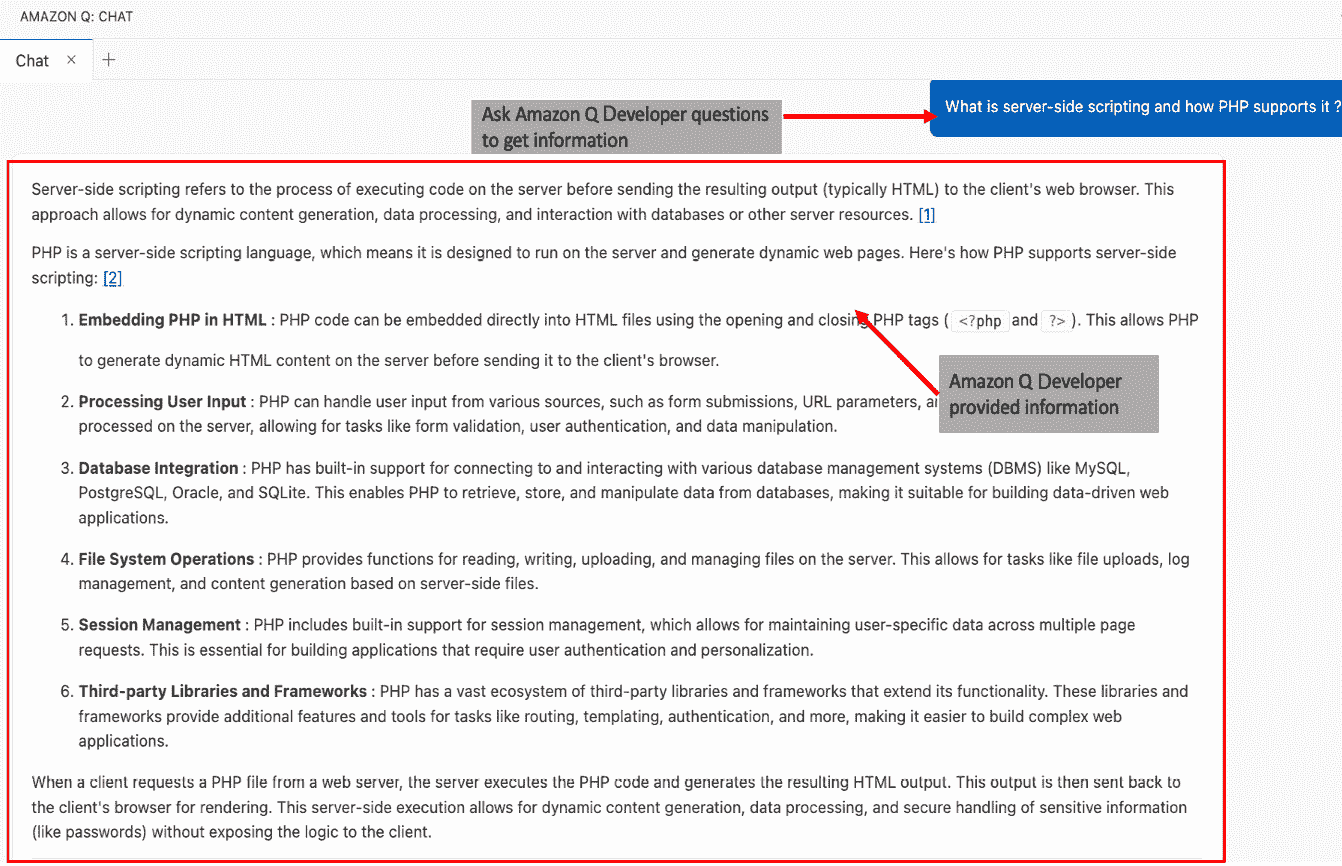 AMAZON Q: CHAT
Chat × +
What is server-side scripting and how PHP supports it ?
Ask Amazon Q Developer questions
to get information
Server-side scripting refers to the process of executing code on the server before sending the resulting output (typically HTML) to the client's web browser. This
approach allows for dynamic content generation, data processing, and interaction with databases or other server resources. [1]
PHP is a server-side scripting language, which means it is designed to run on the server and generate dynamic web pages. Here's how PHP supports server-side
scripting: [2]
1. Embedding PHP in HTML : PHP code can be embedded directly into HTML files using the opening and closing PHP tags ( <?php and ?> ). This allows PHP
to generate dynamic HTML content on the server before sending it to the client's browser.
Amazon Q Developer
provided information
2. Processing User Input : PHP can handle user input from various sources, such as form submissions, URL parameters,
processed on the server, allowing for tasks like form validation, user authentication, and data manipulation.
3. Database Integration : PHP has built-in support for connecting to and interacting with various database management systems (DBMS) like MySQL,
PostgreSQL, Oracle, and SQLite. This enables PHP to retrieve, store, and manipulate data from databases, making it suitable for building data-driven web
applications.
4. File System Operations : PHP provides functions for reading, writing, uploading, and managing files on the server. This allows for tasks like file uploads, log
management, and content generation based on server-side files.
5. Session Management : PHP includes built-in support for session management, which allows for maintaining user-specific data across multiple page
requests. This is essential for building applications that require user authentication and personalization.
6. Third-party Libraries and Frameworks : PHP has a vast ecosystem of third-party libraries and frameworks that extend its functionality. These libraries and
frameworks provide additional features and tools for tasks like routing, templating, authentication, and more, making it easier to build complex web
applications.
When a client requests a PHP file from a web server, the server executes the PHP code and generates the resulting HTML output. This output is then sent back to
the client's browser for rendering. This server-side execution allows for dynamic content generation, data processing, and secure handling of sensitive information
(like passwords) without exposing the logic to the client.